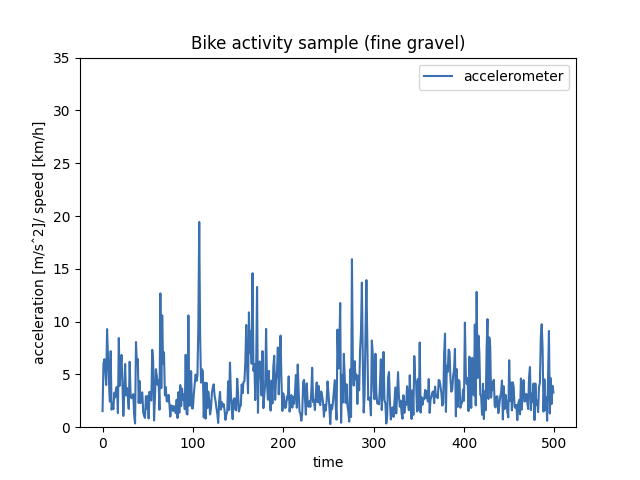 Bike activity sample (fine gravel)
accelerometer
acceleration [m/s^2]/ speed [km/h]
35
30
25
20
15
10
5
0
0 100 200 300 400 500
time